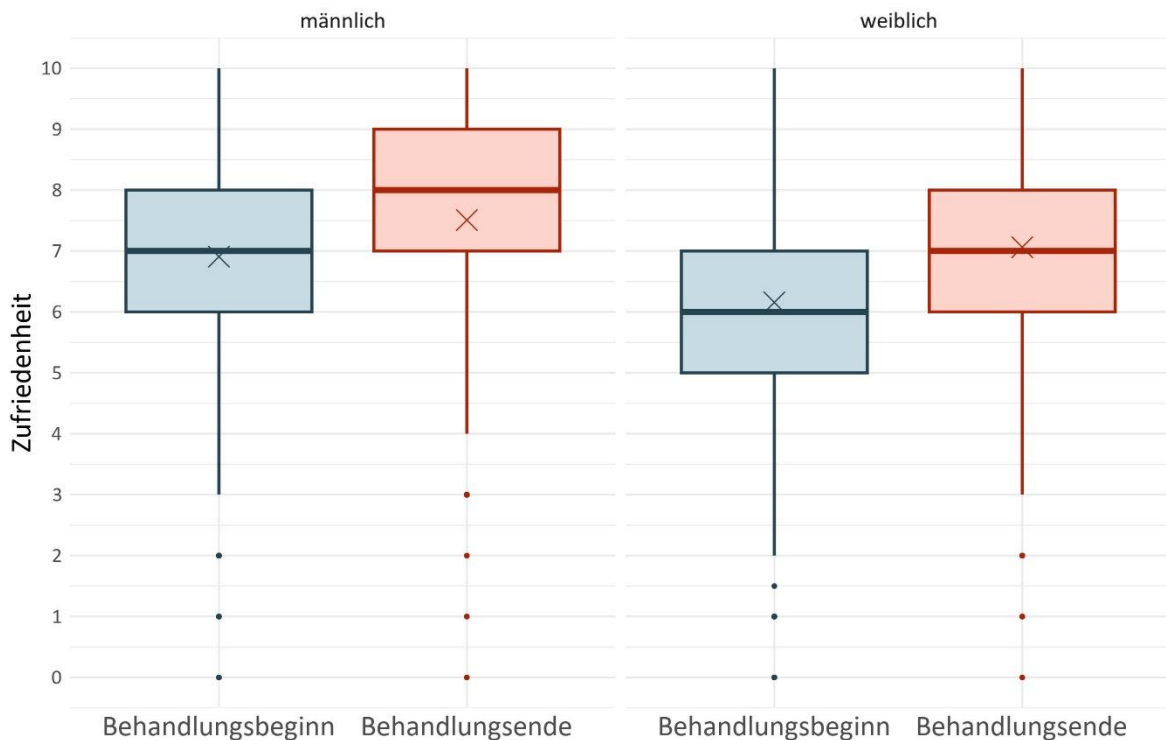 männlich
weiblich
Zufriedenheit
10
9
8
7
6
5
4
3
2
1
0
Behandlungsbeginn
Behandlungsende
Behandlungsbeginn
Behandlungsende